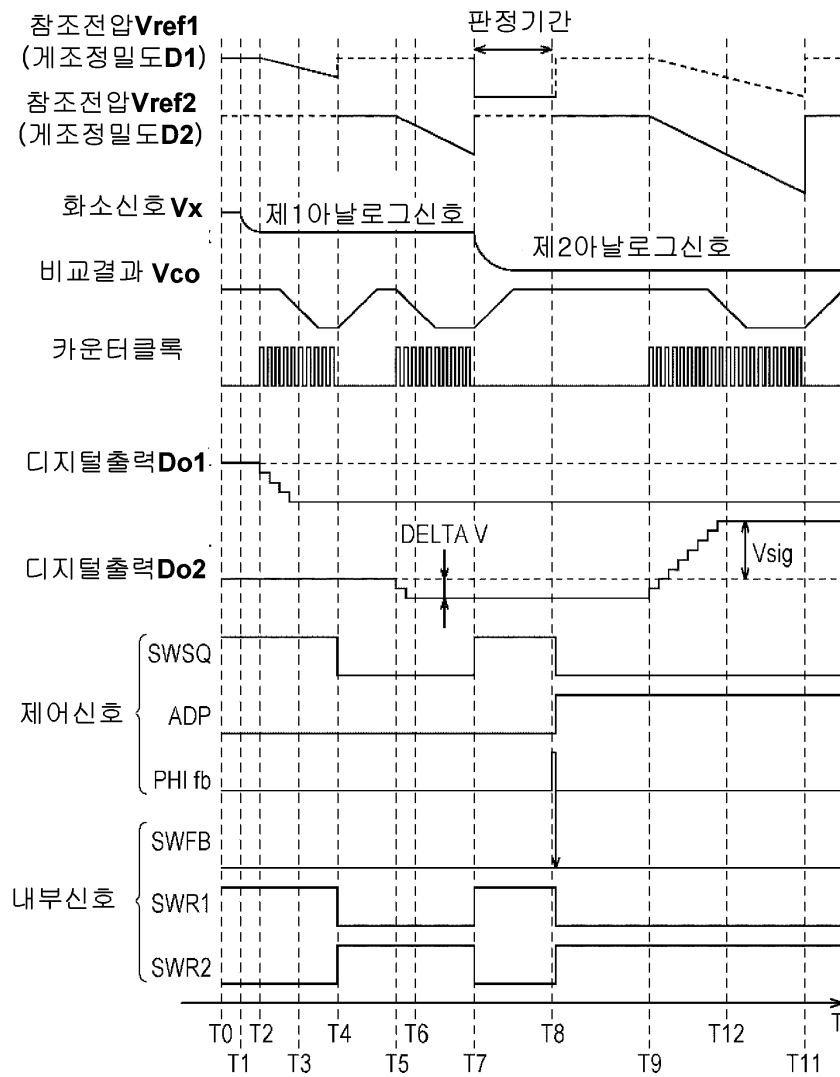 참조전압Vref1
(게조정밀도D1)
판정기간
참조전압Vref2
(게조정밀도D2)
화소신호 Vx
제1아날로그신호
제2아날로그신호
비교결과 Vco
카운터클록
디지털출력Do1
DELTA V
디지털출력Do2
Vsig
제어신호
SWSQ
ADP
PHI fb
내부신호
SWFB
SWR1
SWR2
T
T0 T2 T4 T6 T8 T12
T1 T3 T5 T7 T9 T11